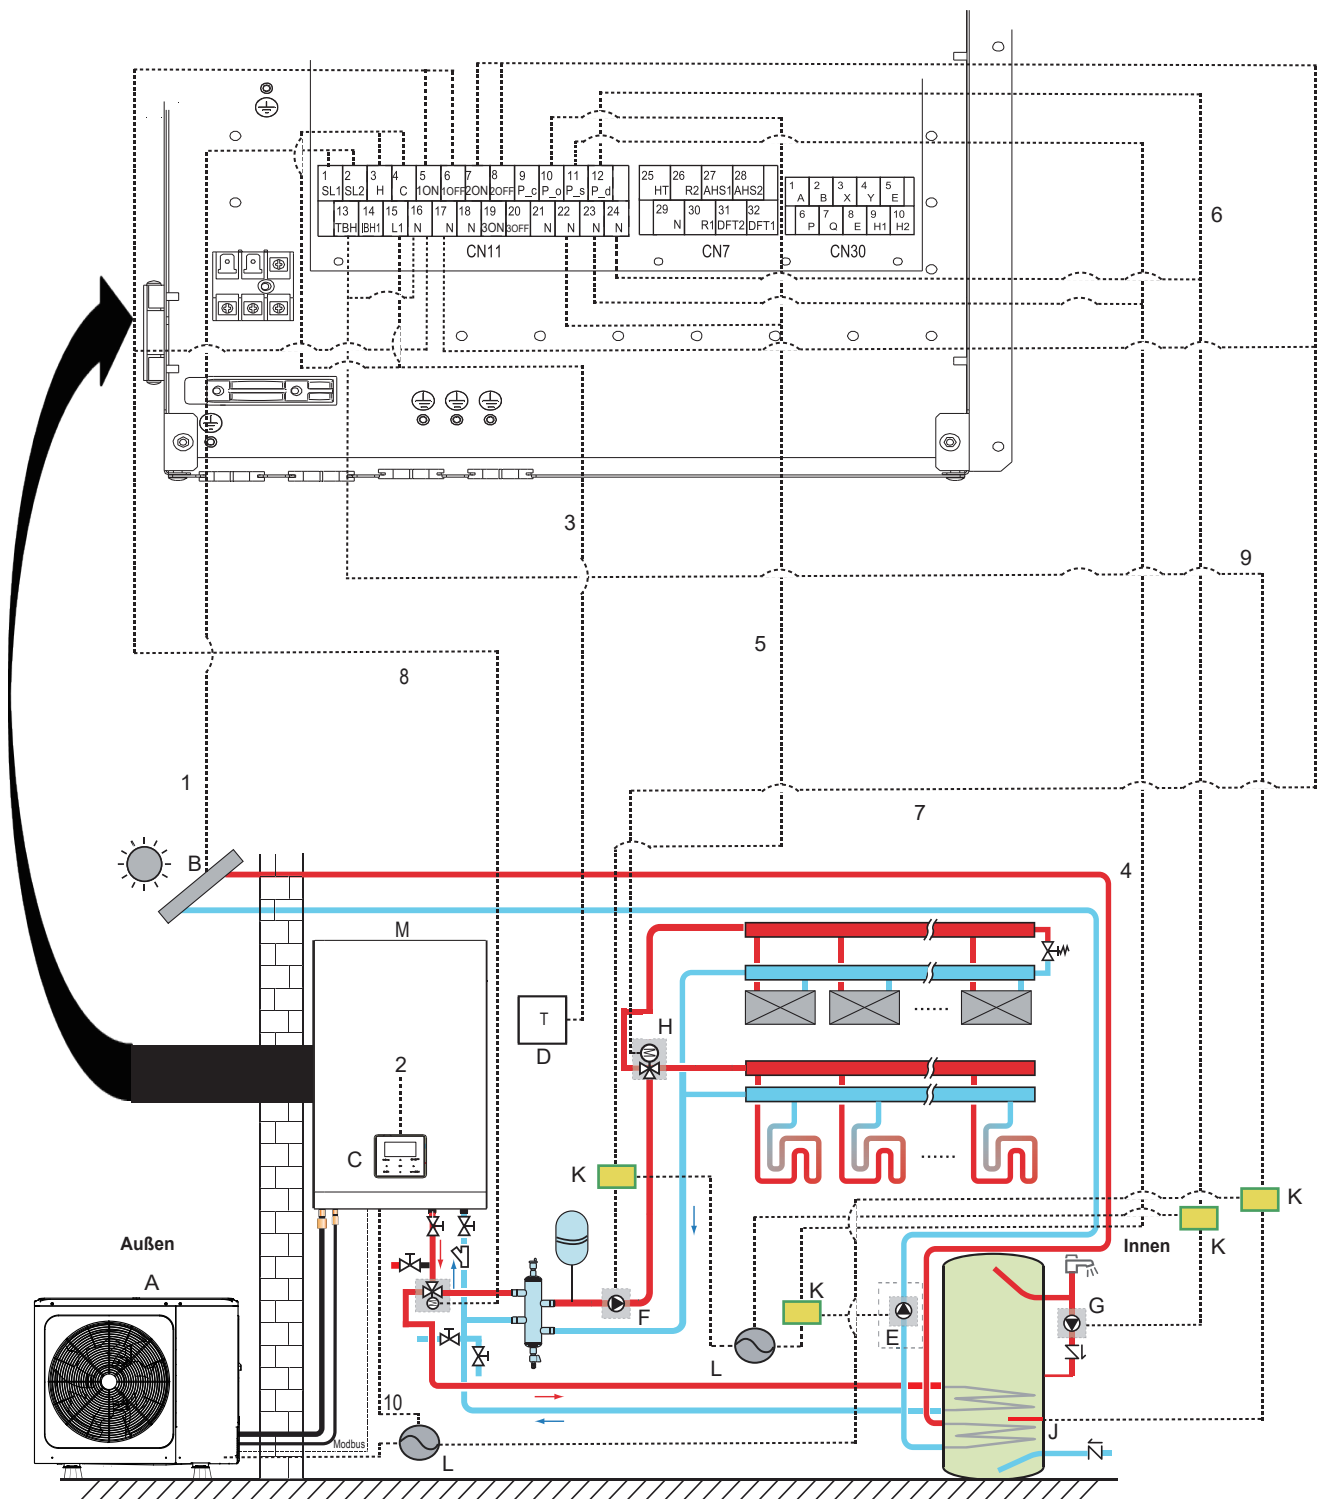 1 2 3 4 5 6 7 8 9 10 11 12
SL1 SL2 H C 1ON 1OFF 2ON 2OFF P_c P_o P_s P_d
13 14 15 16 17 18 19 20 21 22 23 24
TBH IBH1 L1 N N N 3ON 3OFF N N N N
CN11
25 26 27 28
HT R2 AHS1 AHS2
29 30 31 32
N R1 DFT2 DFT1
CN7
1 2 3 4 5
A B X Y E
6 7 8 9 10
P Q E H1 H2
CN30
6
3
9
5
8
1
7
B
4
M
T
D
H
2
C
K
K
K
Außen
Innen
A
K
F
E
G
L
10
J
Modbus
L